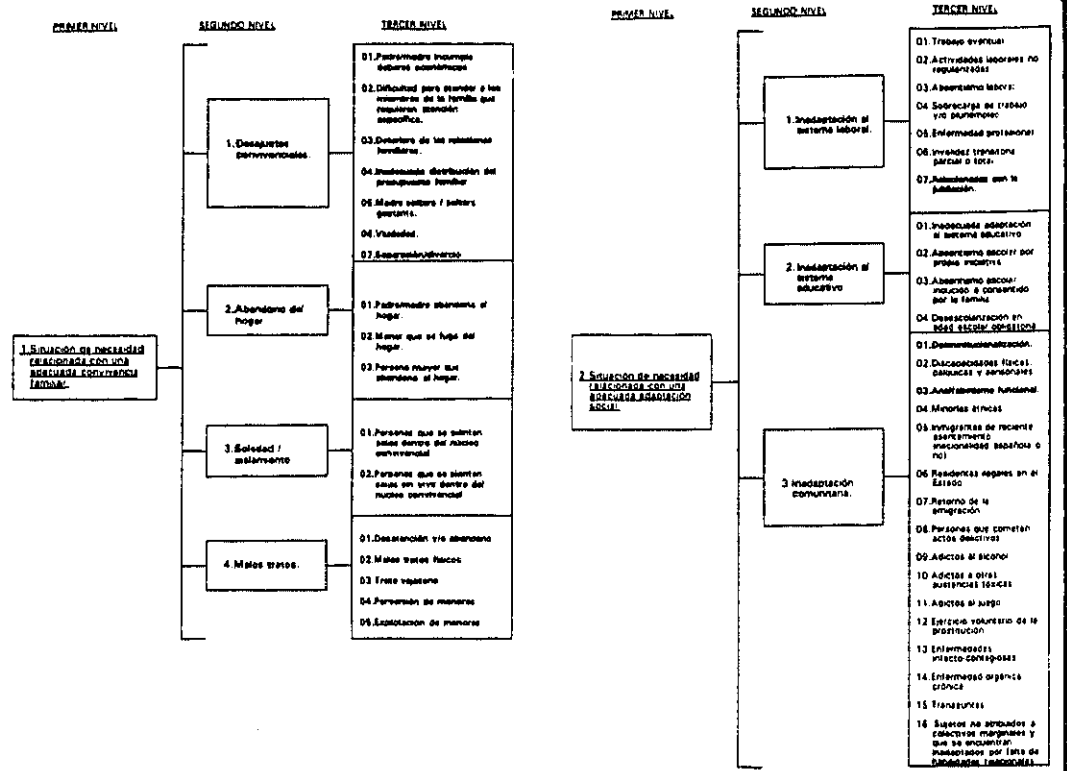 PRIMER NIVEL
SEGUNDO NIVEL
TERCER NIVEL
1.Situación de necesidad
relacionada con una
adecuada convivencia
familiar.
1.Desajustes
convivenciales.
01.Padre/madre incumple
deberes económicos
02.Dificultad para atender a los
miembros de la familia que
requieren atención
específica.
03.Deterioro de las relaciones
familiares.
04.Inadecuada distribución del
presupuesto familiar
05.Madre soltera / soltera
gestante.
06.Viudedad.
07.Separación/divorcio
2.Abandono del
hogar
01.Padre/madre abandona el
hogar.
02.Menor que se fuga del
hogar.
03.Persona mayor que
abandona el hogar.
3.Soledad /
aislamiento
01.Personas que se sienten
solas dentro del núcleo
convivencial
02.Personas que se sienten
solas sin vivir dentro del
núcleo convivencial
4.Malos tratos.
01.Desatención y/o abandono
02.Malos tratos físicos
03 Trato vejatorio
04.Perversión de menores
05.Explotación de menores
PRIMER NIVEL
SEGUNDO NIVEL
TERCER NIVEL
2.Situación de necesidad
relacionada con una
adecuada adaptación
social.
1.Inadaptación al
sistema laboral.
01.Trabajo eventual
02.Actividades laborales no
regularizadas
03.Absentismo laboral
04 Sobrecarga de trabajo
y/o pluriempleo
05.Enfermedad profesional
06.Invalidez transitoria
parcial o total
07.Relacionados con la
jubilación.
2.Inadaptación al
sistema
educativo
01.Inadecuada adaptación
al sistema educativo
02.Absentismo escolar por
propia iniciativa
03.Absentismo escolar
inducido o consentido
por la familia
04 Desescolarización en
edad escolar obligatoria
3 Inadaptación
comunitaria.
01.Desinstitucionalización.
02.Discapacidades físicas,
psíquicas y sensoriales
03.Analfabetismo funcional.
04.Minorías étnicas
05.Inmigrantes de reciente
asentamiento
(nacionalidad española o
no)
06 Residentes ilegales en el
Estado
07.Retorno de la
emigración
08.Personas que cometen
actos delictivos
09.Adictos al alcohol
10 Adictos a otras
sustancias tóxicas
11.Adictos al juego
12 Ejercicio voluntario de la
prostitución
13 Enfermedades
infecto-contagiosas
14.Enfermedad orgánica
crónica
15 Transeúntes
16 Sujetos no atribuidos a
colectivos marginales y
que se encuentran
inadaptados por falta de
habilidades relacionales